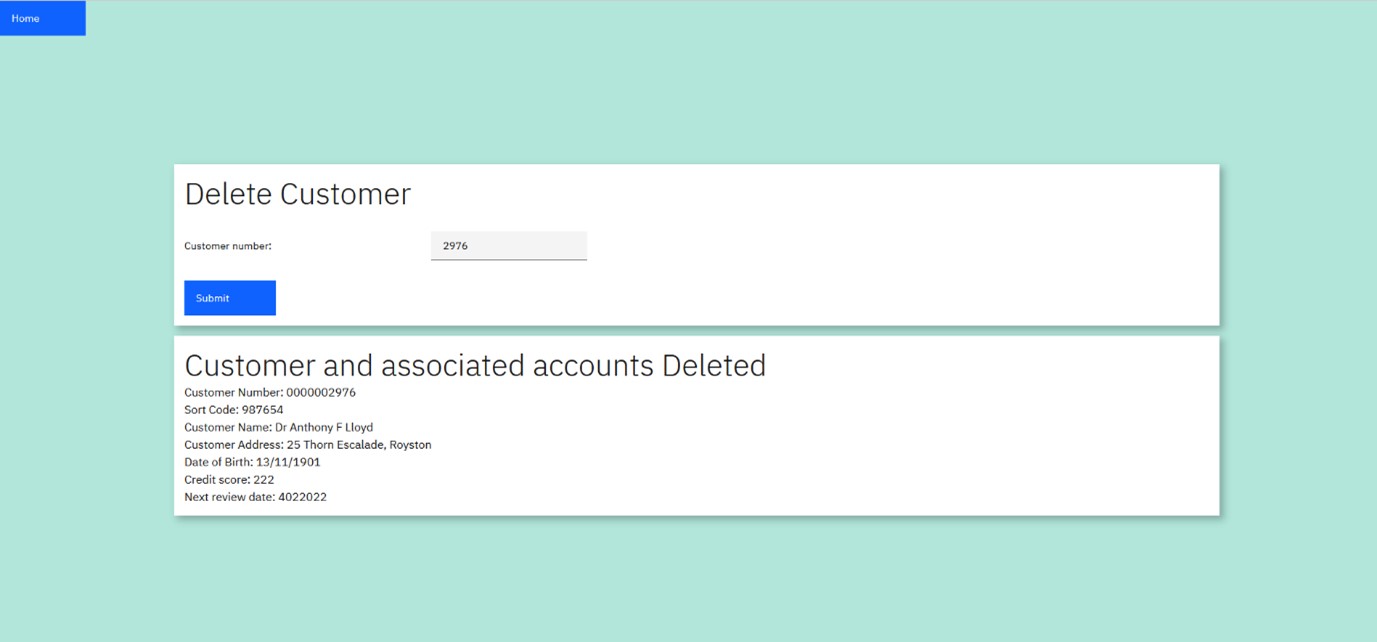 Home
Delete Customer
Customer number: 2976
Submit
Customer and associated accounts Deleted
Customer Number: 0000002976
Sort Code: 987654
Customer Name: Dr Anthony F Lloyd
Customer Address: 25 Thorn Escalade, Royston
Date of Birth: 13/11/1901
Credit score: 222
Next review date: 4022022